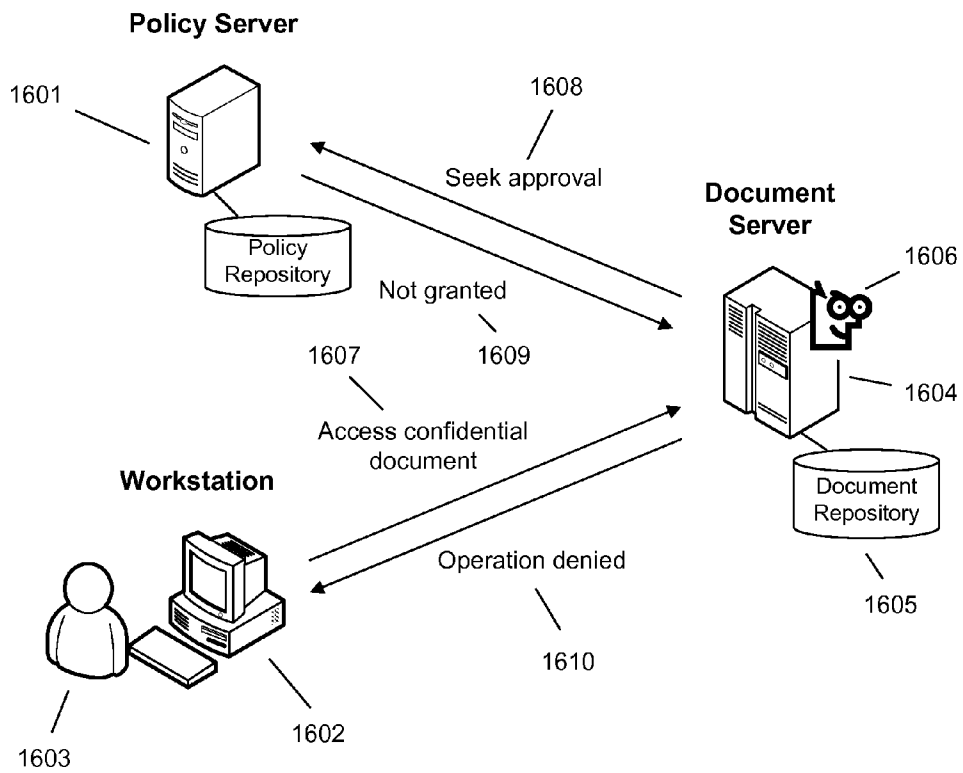 Policy Server
1601
1608
Seek approval
Document
Server
Policy
Repository
1606
Not granted
1609
1607
1604
Access confidential
document
Workstation
Document
Repository
Operation denied
1605
1610
1602
1603